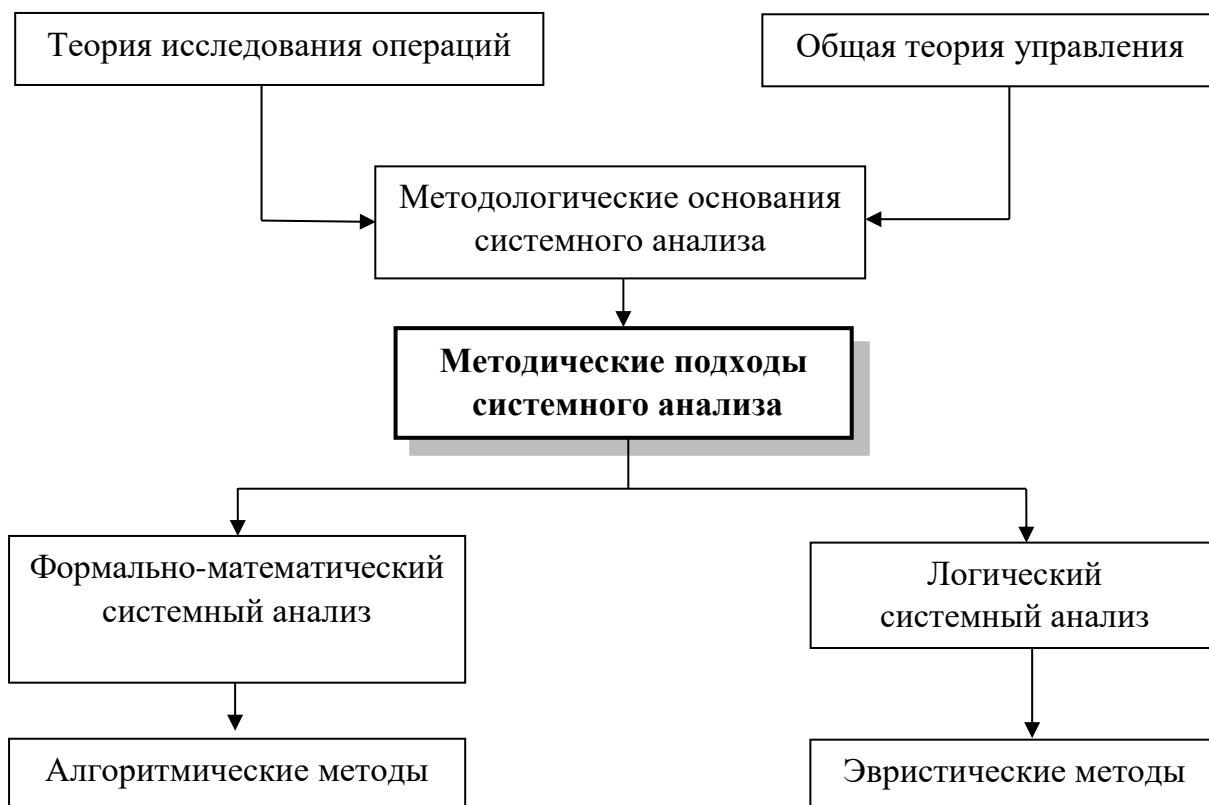 Теория исследования операций
Общая теория управления
Методологические основания
системного анализа
Методические подходы
системного анализа
Формально-математический
системный анализ
Логический
системный анализ
Алгоритмические методы
Эвристические методы